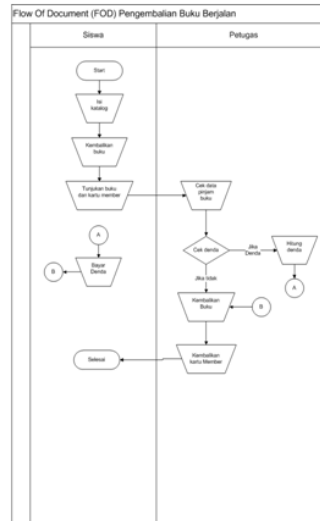 Flow Of Document (FOD) Pengembalian Buku Berjalan
Siswa
Petugas
Start
Isi
katalog
Kembalikan
buku
Tunjukan buku
dan kartu member
Cek data
pinjam
buku
A
Cek denda
Jika
Denda
Hitung
denda
Bayar
Denda
B
Jika tidak
A
Kembalikan
Buku
B
Selesai
Kembalikan
kartu Member